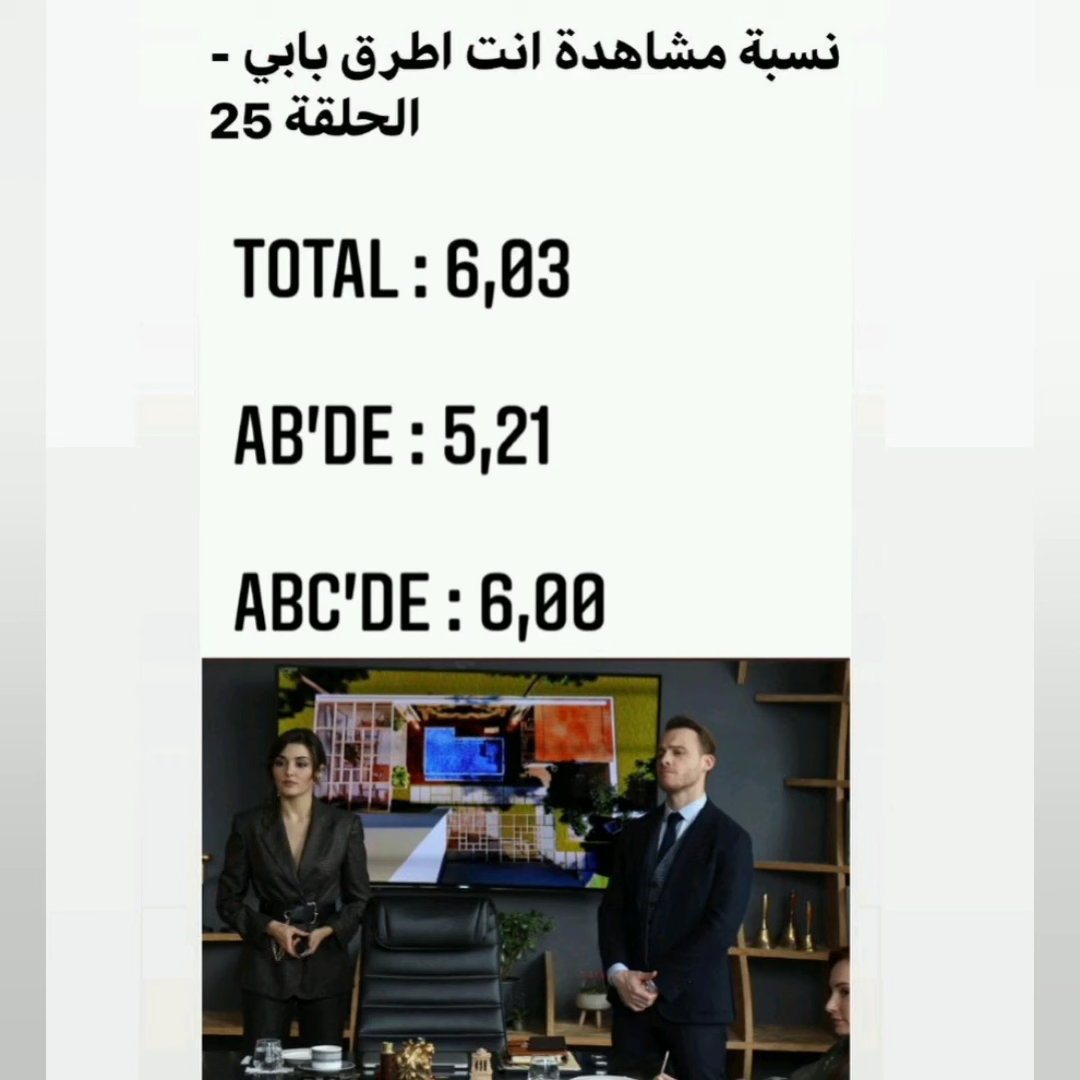 نسبة مشاهدة انت اطرق بابي -
الحلقة 25
TOTAL : 6,03
AB'DE : 5,21
ABC'DE : 6,00